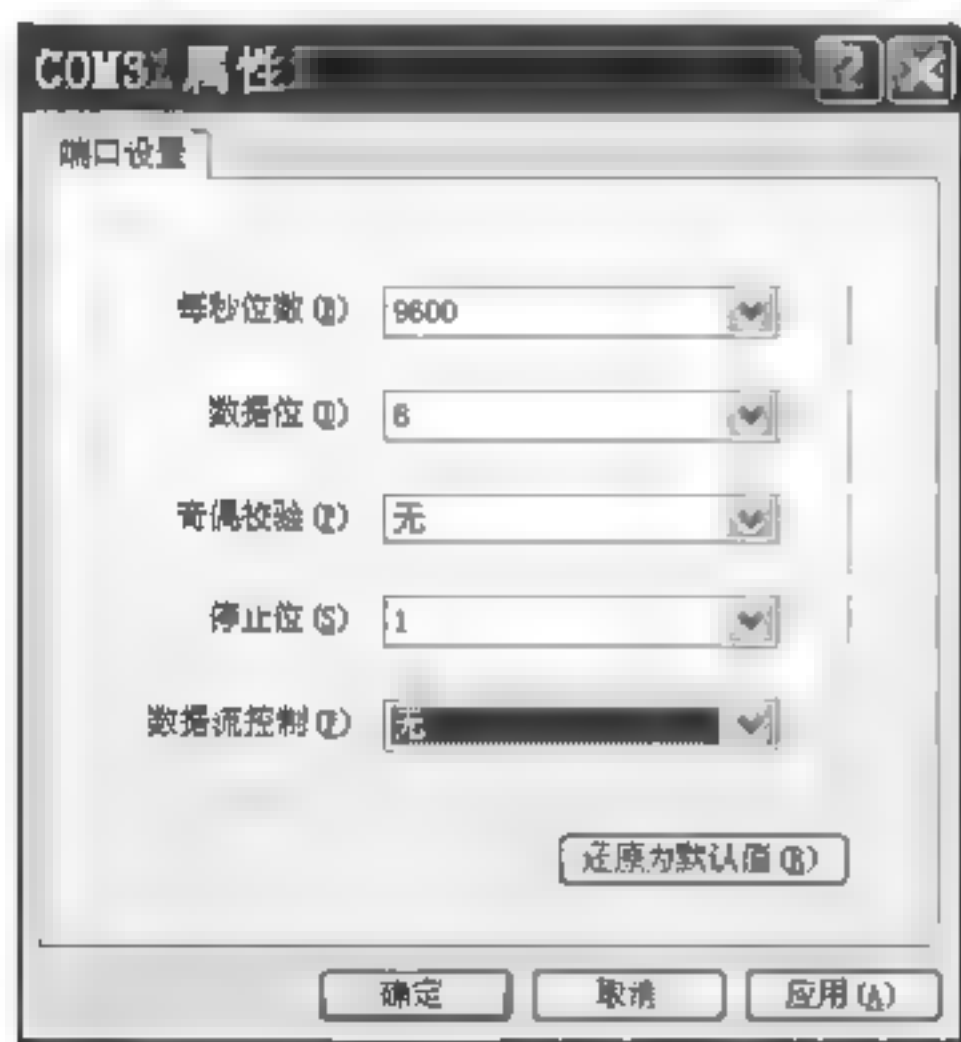 COM3 属性
端口设置
每秒位数(B) 9600
数据位(D) 8
奇偶校验(P) 无
停止位(S) 1
数据流控制(F) 无
还原为默认值(R)
确定 取消 应用(A)